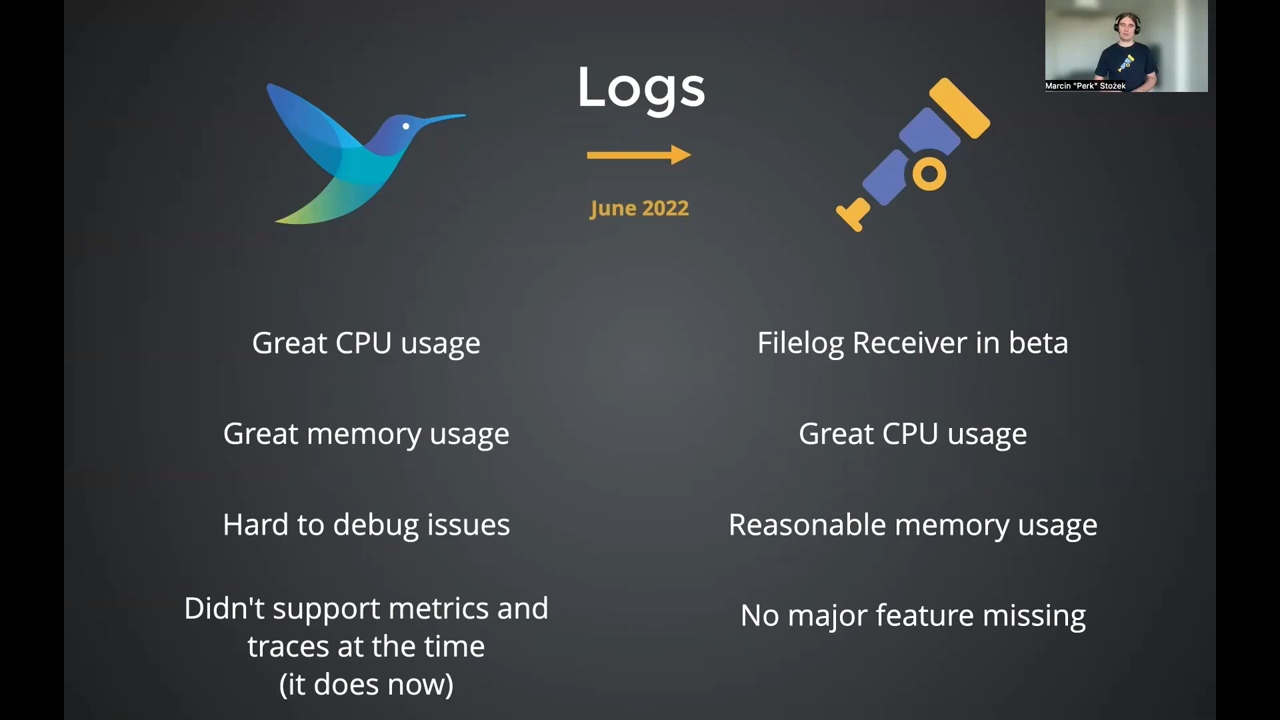 Logs
June 2022
Marcin "Perk" Stożek
Great CPU usage
Great memory usage
Hard to debug issues
Didn't support metrics and
traces at the time
(it does now)
Filelog Receiver in beta
Great CPU usage
Reasonable memory usage
No major feature missing